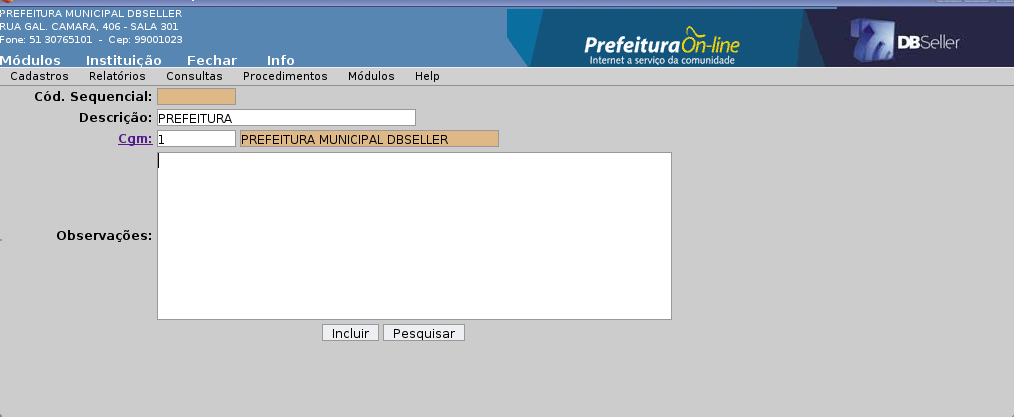 PREFEITURA MUNICIPAL DBSELLER
RUA GAL. CAMARA, 406 - SALA 301
Fone: 51 30765101 - Cep: 99001023
PrefeituraOn-line
Internet a serviço da comunidade
DBSeller
Módulos Instituição Fechar Info
Cadastros Relatórios Consultas Procedimentos Módulos Help
Cód. Sequencial:
Descrição: PREFEITURA
Cgm: 1 PREFEITURA MUNICIPAL DBSELLER
Observações:
Incluir Pesquisar